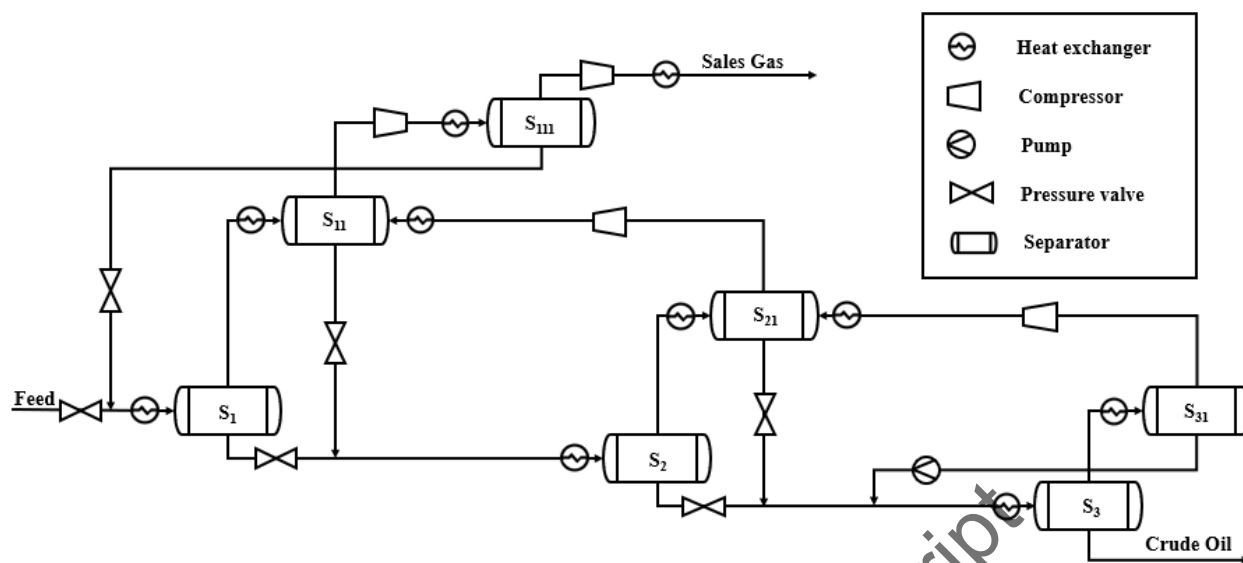 Heat exchanger
Sales Gas
Compressor
S111
Pump
Pressure valve
S11
Separator
S21
Feed
S1
S31
S2
S3
ript
Crude Oil